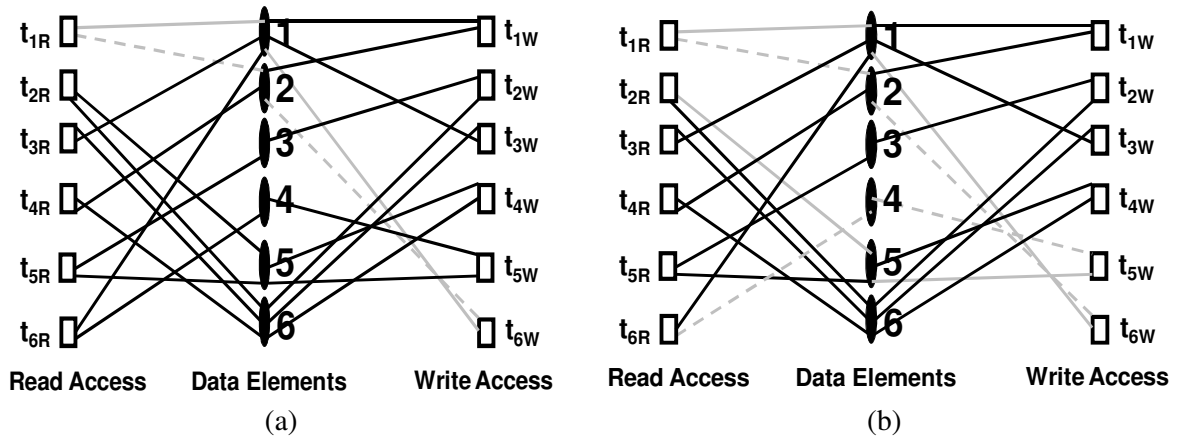 t1R 1 t1W t1R 1 t1W
t2R 2 t2W t2R 2 t2W
t3R 3 t3W t3R 3 t3W
t4R 4 t4W t4R 4 t4W
t5R 5 t5W t5R 5 t5W
t6R 6 t6W t6R 6 t6W
Read Access Data Elements Write Access Read Access Data Elements Write Access
(a) (b)